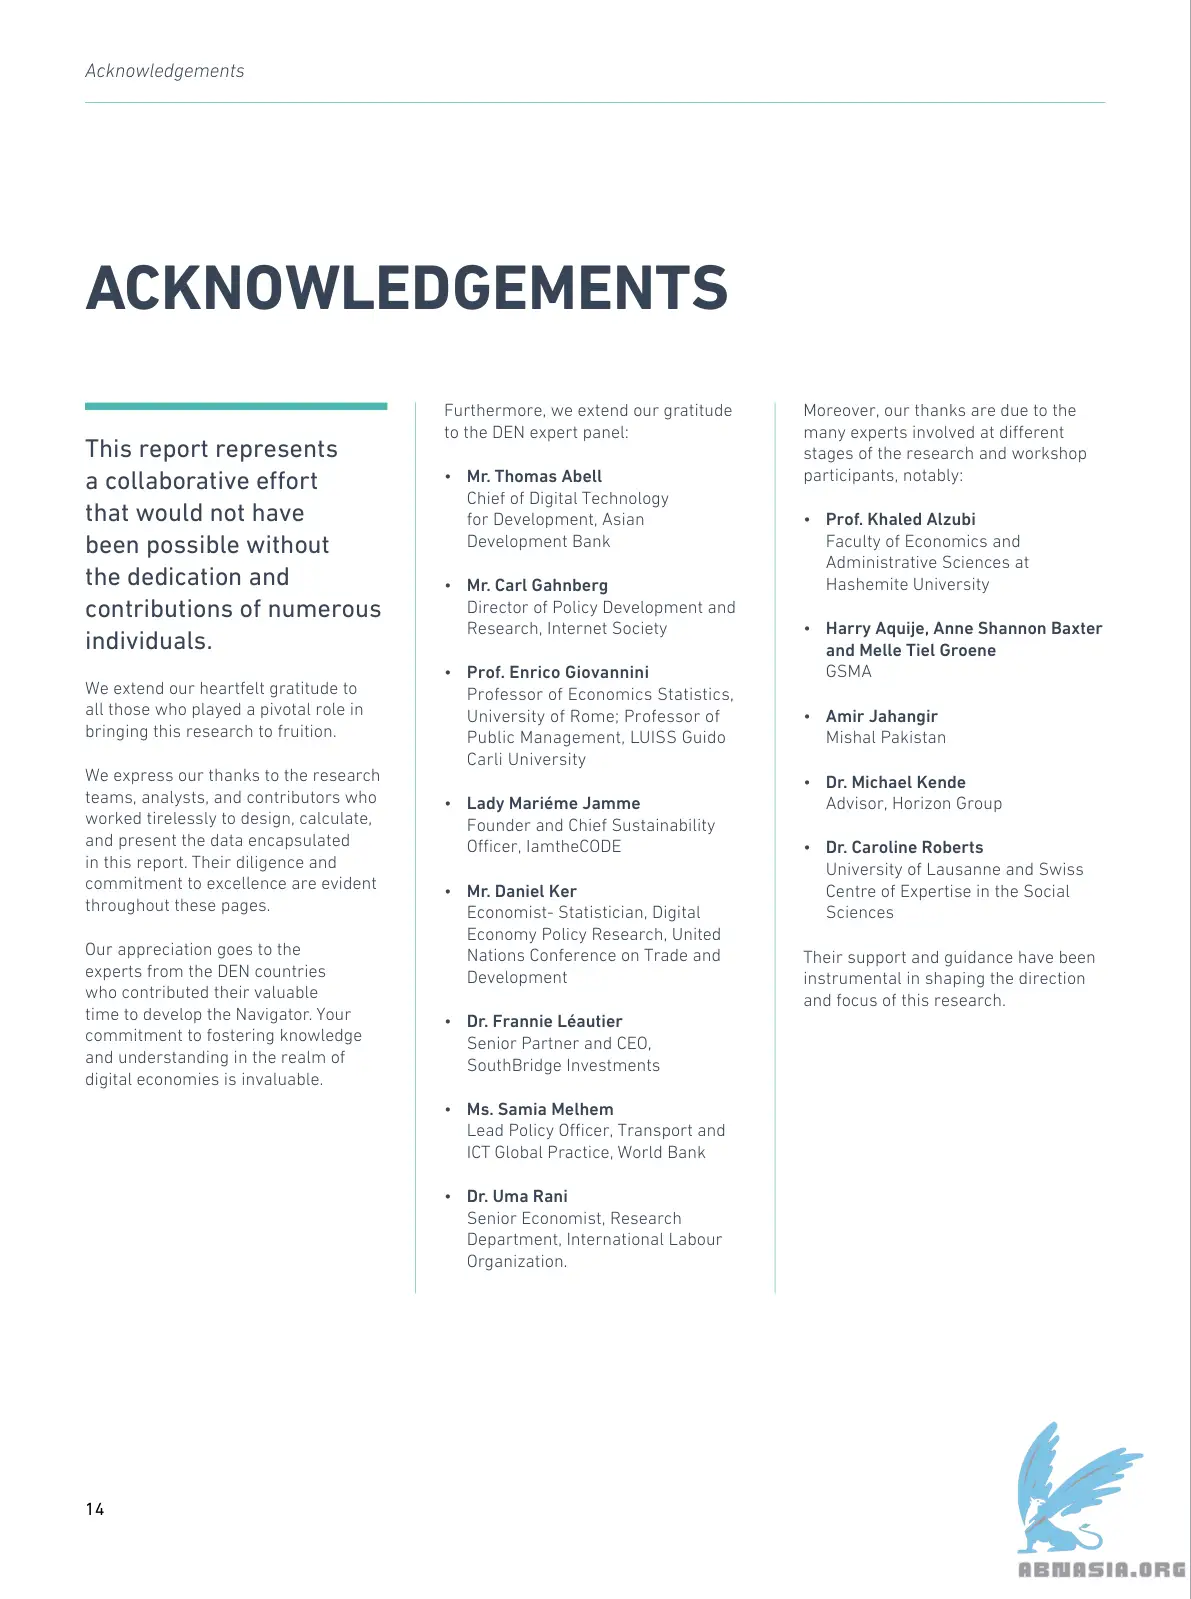 Acknowledgements
ACKNOWLEDGEMENTS
This report represents
a collaborative effort
that would not have
been possible without
the dedication and
contributions of numerous
individuals.
We extend our heartfelt gratitude to
all those who played a pivotal role in
bringing this research to fruition.
We express our thanks to the research
teams, analysts, and contributors who
worked tirelessly to design, calculate,
and present the data encapsulated
in this report. Their diligence and
commitment to excellence are evident
throughout these pages.
Our appreciation goes to the
experts from the DEN countries
who contributed their valuable
time to develop the Navigator. Your
commitment to fostering knowledge
and understanding in the realm of
digital economies is invaluable.
Furthermore, we extend our gratitude
to the DEN expert panel:
• Mr. Thomas Abell
Chief of Digital Technology
for Development, Asian
Development Bank
• Mr. Carl Gahnberg
Director of Policy Development and
Research, Internet Society
• Prof. Enrico Giovannini
Professor of Economics Statistics,
University of Rome; Professor of
Public Management, LUISS Guido
Carli University
• Lady Mariéme Jamme
Founder and Chief Sustainability
Officer, IamtheCODE
• Mr. Daniel Ker
Economist- Statistician, Digital
Economy Policy Research, United
Nations Conference on Trade and
Development
• Dr. Frannie Léautier
Senior Partner and CEO,
SouthBridge Investments
• Ms. Samia Melhem
Lead Policy Officer, Transport and
ICT Global Practice, World Bank
• Dr. Uma Rani
Senior Economist, Research
Department, International Labour
Organization.
Moreover, our thanks are due to the
many experts involved at different
stages of the research and workshop
participants, notably:
• Prof. Khaled Alzubi
Faculty of Economics and
Administrative Sciences at
Hashemite University
• Harry Aquije, Anne Shannon Baxter
and Melle Tiel Groene
GSMA
• Amir Jahangir
Mishal Pakistan
• Dr. Michael Kende
Advisor, Horizon Group
• Dr. Caroline Roberts
University of Lausanne and Swiss
Centre of Expertise in the Social
Sciences
Their support and guidance have been
instrumental in shaping the direction
and focus of this research.
14
ABNASIA.ORG